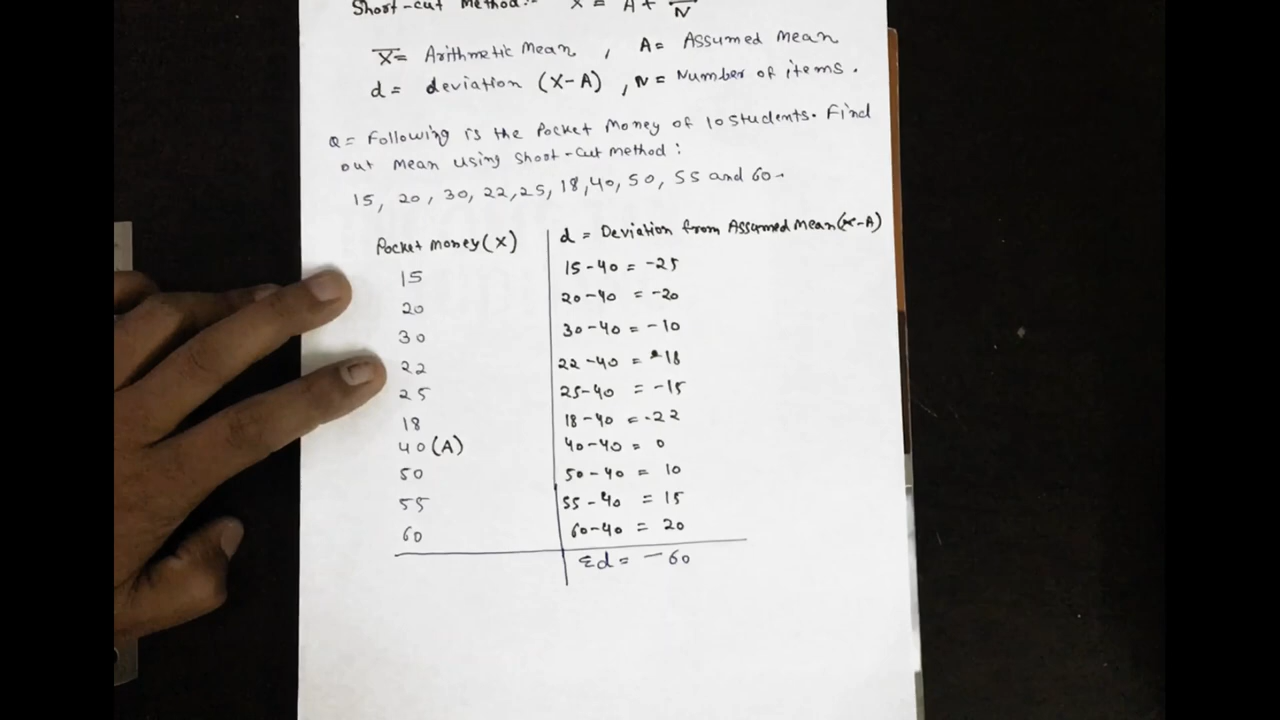 Short-cut Method:- X = A + N
X̄ = Arithmetic Mean, A = Assumed Mean
d = deviation (X-A), N = Number of items.
Q = Following is the Pocket Money of 10 students. Find
out Mean using Short-Cut method:
15, 20, 30, 22, 25, 18, 40, 50, 55 and 60.
Pocket Money (X) d = Deviation from Assumed Mean (x-A)
15 15-40 = -25
20 20-40 = -20
30 30-40 = -10
22 22-40 = -18
25 25-40 = -15
18 18-40 = -22
40 (A) 40-40 = 0
50 50-40 = 10
55 55-40 = 15
60 60-40 = 20
Σd = -60